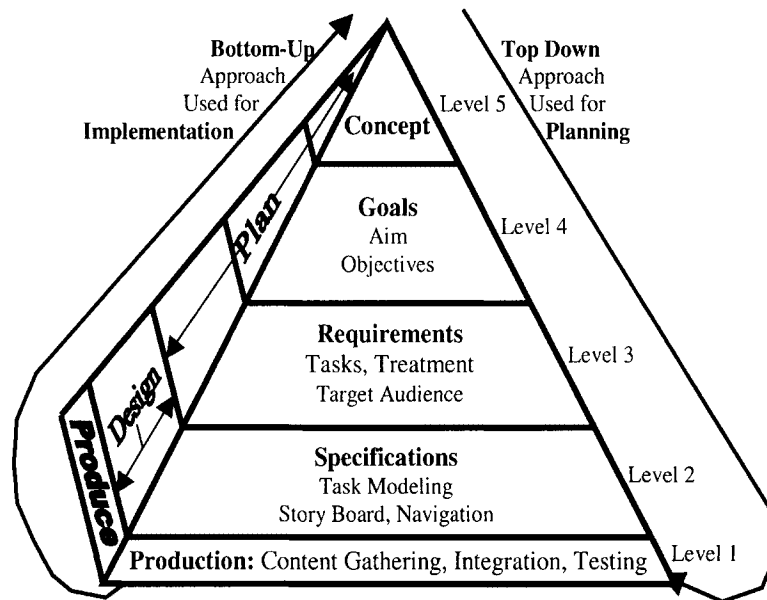 Bottom-Up
Approach
Used for
Implementation
Top Down
Approach
Used for
Planning
Level 5
Concept
Goals
Aim
Objectives
Level 4
Plan
Requirements
Tasks, Treatment
Target Audience
Level 3
Design
Specifications
Task Modeling
Story Board, Navigation
Level 2
Produce
Production: Content Gathering, Integration, Testing
Level 1